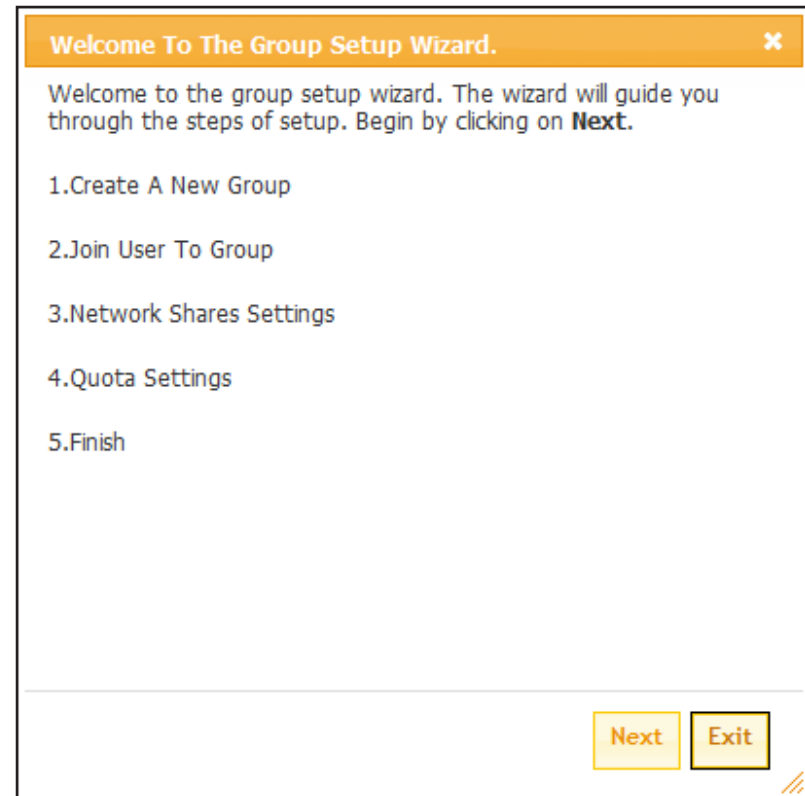 Welcome To The Group Setup Wizard.
Welcome to the group setup wizard. The wizard will guide you
through the steps of setup. Begin by clicking on Next.
1.Create A New Group
2.Join User To Group
3.Network Shares Settings
4.Quota Settings
5.Finish
Next Exit